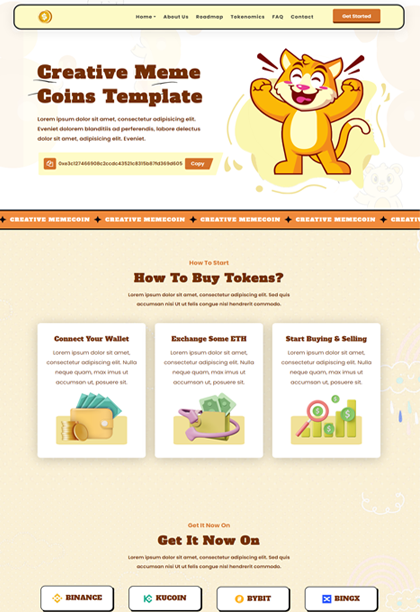 Home
About Us
Roadmap
Tokenomics
FAQ
Contact
Get Started
Creative Meme
Coins Template
Lorem ipsum dolor sit amet, consectetur adipisicing elit.
Eveniet dolorem blanditiis ad perferendis, labore delectus
dolor sit amet, adipisicing elit. Eveniet.
Copy
CREATIVE MEMECOIN CREATIVE MEMECOIN CREATIVE MEMECOIN CREATIVE MEMECOIN
How To Start
How To Buy Tokens?
Lorem ipsum dolor sit amet, consectetur adipisicing elit. Sed quis
accumsan nisi Ut ut felis congue nisl hendrerit commodo.
Connect Your Wallet
Lorem ipsum dolor sit amet,
consectetur adipiscing elit. Nulla
neque quam, max imus ut
accumsan ut, posuere sit.
Exchange Some ETH
Lorem ipsum dolor sit amet,
consectetur adipiscing elit. Nulla
neque quam, max imus ut
accumsan ut, posuere sit.
Start Buying & Selling
Lorem ipsum dolor sit amet,
consectetur adipiscing elit. Nulla
neque quam, max imus ut
accumsan ut, posuere sit.
Get It Now On
Get It Now On
Lorem ipsum dolor sit amet, consectetur adipisicing elit. Sed quis
accumsan nisi Ut ut felis congue nisl hendrerit commodo.
BINANCE
KUCOIN
BYBIT
BINGX